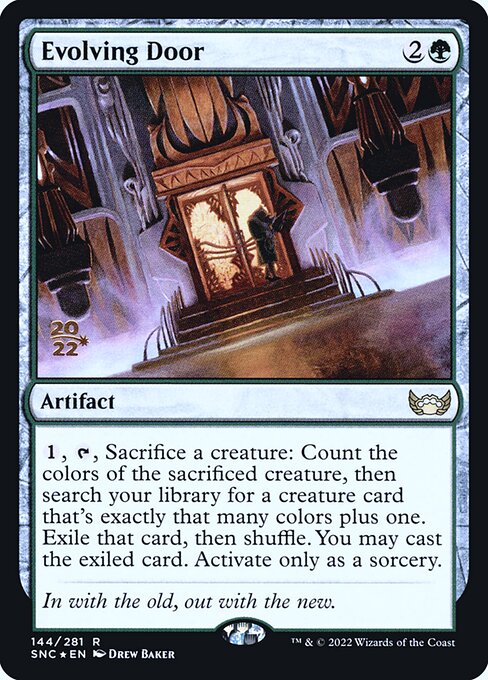 Evolving Door 2
20
22
Artifact
1, T, Sacrifice a creature: Count the
colors of the sacrificed creature, then
search your library for a creature card
that's exactly that many colors plus one.
Exile that card, then shuffle. You may cast
the exiled card. Activate only as a sorcery.
In with the old, out with the new.
144/281 R
SNC ★ EN Drew Baker
™ & © 2022 Wizards of the Coast